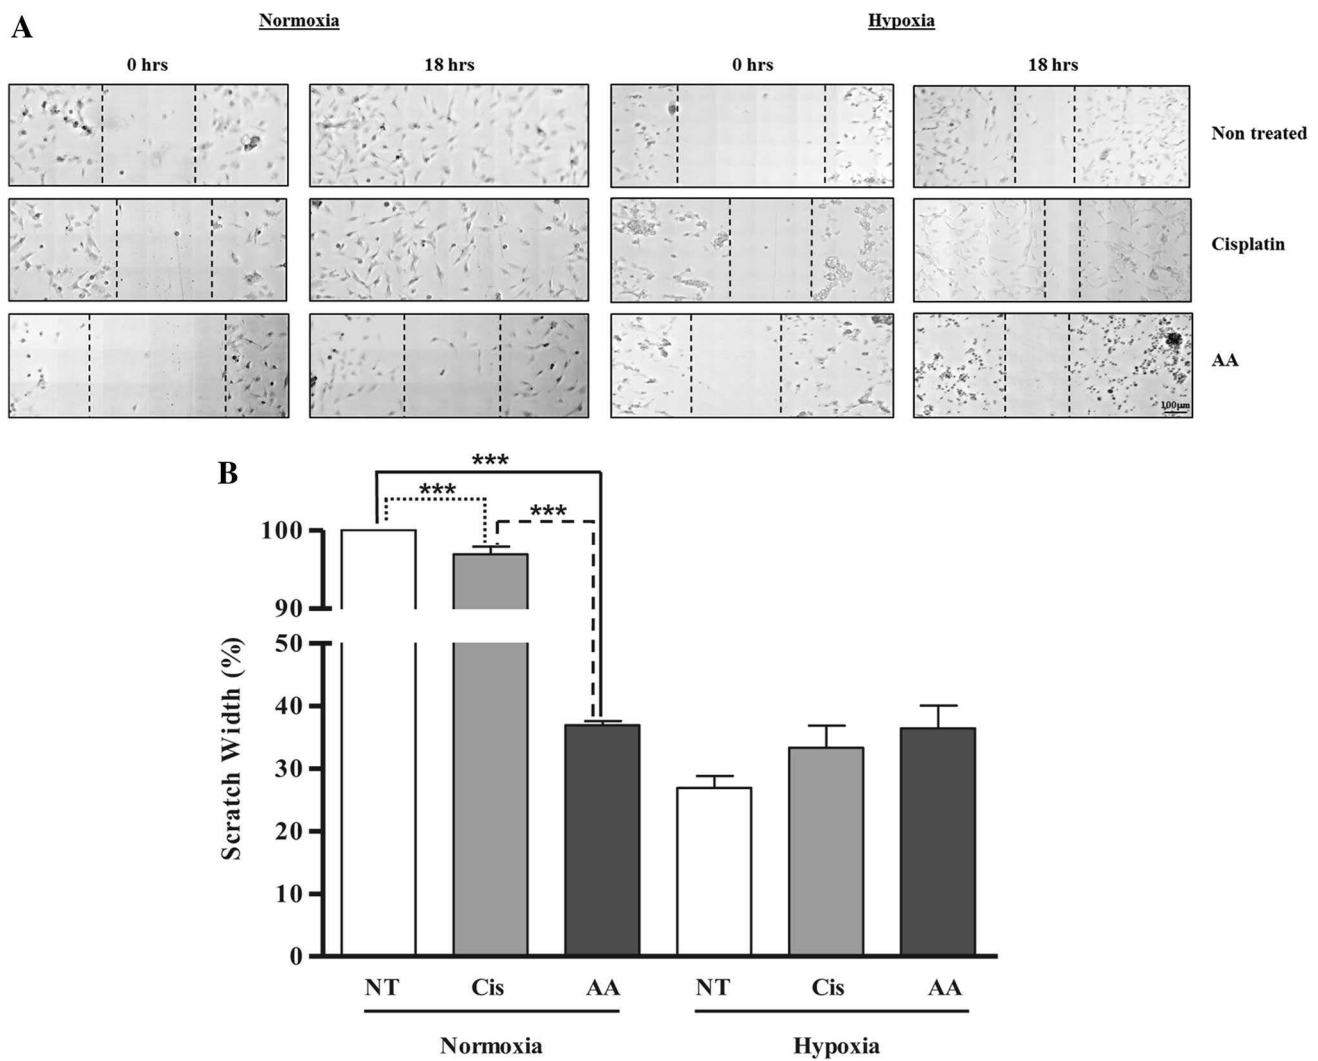 A
Normoxia
Hypoxia
0 hrs
18 hrs
0 hrs
18 hrs
Non treated
Cisplatin
AA
100µm
B
***
***
***
100
90
50
40
30
20
10
0
Scratch Width (%)
NT
Cis
AA
NT
Cis
AA
Normoxia
Hypoxia